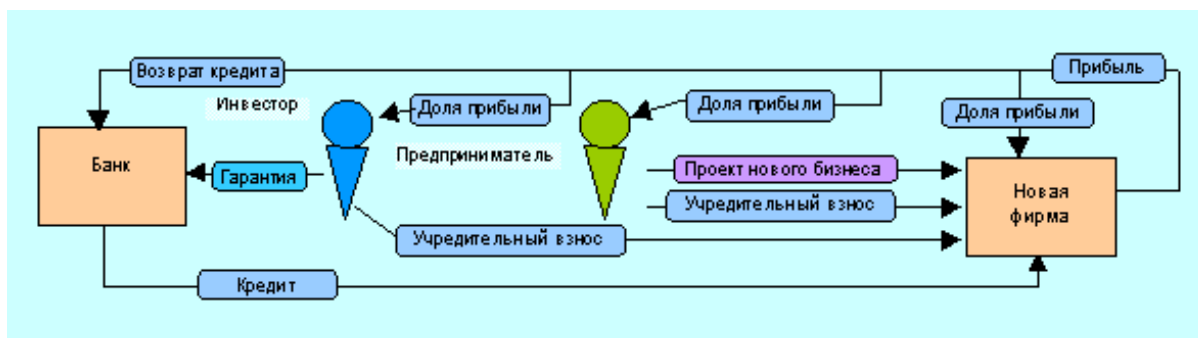 Возврат кредита
Прибыль
Инвестор
Доля прибыли
Доля прибыли
Доля прибыли
Банк
Предприниматель
Гарантия
Проект нового бизнеса
Учредительный взнос
Новая
фирма
Учредительный взнос
Кредит